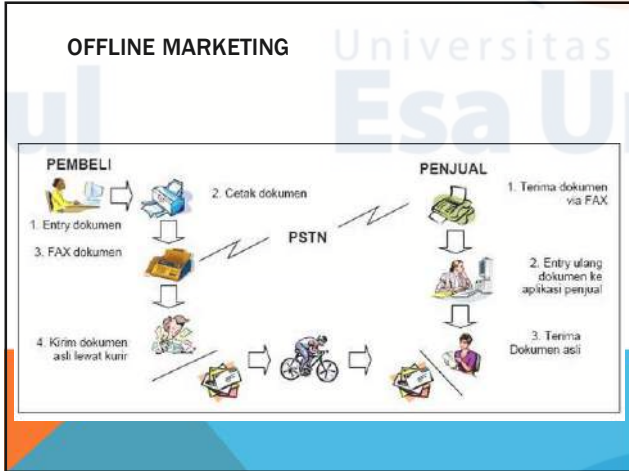 OFFLINE MARKETING
Universitas
Esa U
ul
PEMBELI
1. Entry dokumen
2. Cetak dokumen
3. FAX dokumen
4. Kirim dokumen
asli lewat kurir
PSTN
PENJUAL
1. Terima dokumen
via FAX
2. Entry ulang
dokumen ke
aplikasi penjual
3. Terima
Dokumen asli